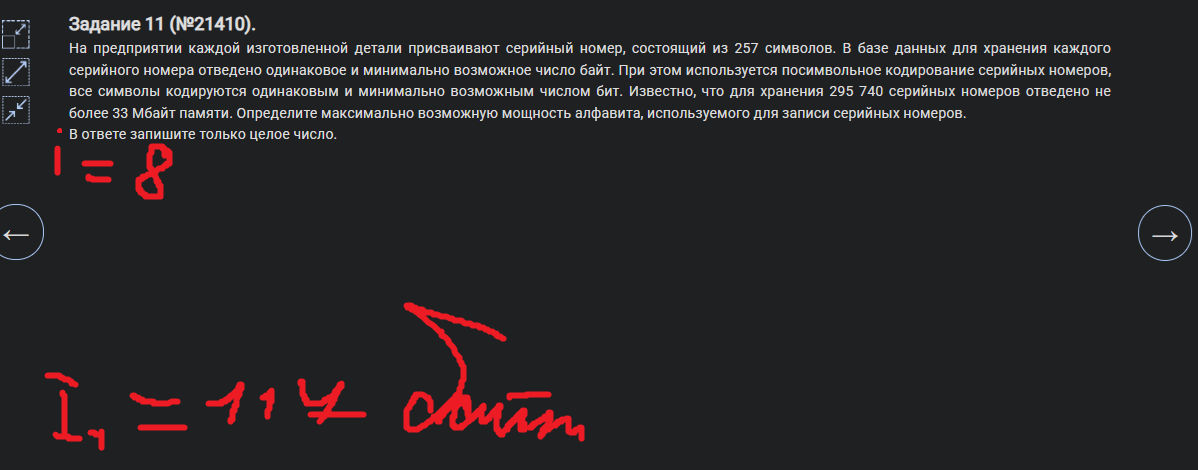 Задание 11 (№21410).
На предприятии каждой изготовленной детали присваивают серийный номер, состоящий из 257 символов. В базе данных для хранения каждого
серийного номера отведено одинаковое и минимально возможное число байт. При этом используется посимвольное кодирование серийных номеров,
все символы кодируются одинаковым и минимально возможным числом бит. Известно, что для хранения 295 740 серийных номеров отведено не
более 33 Мбайт памяти. Определите максимально возможную мощность алфавита, используемого для записи серийных номеров.
В ответе запишите только целое число.
i = 8
← →
I₁ = 117 байт